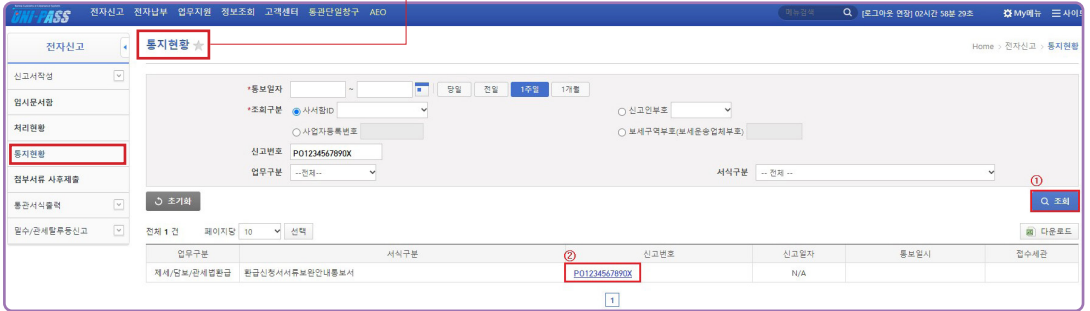 UNI-PASS 전자신고 전자납부 업무지원 정보조회 고객센터 통관단일창구 AEO 메뉴검색 [로그아웃 연장] 02시간 58분 29초 My메뉴 사이트
전자신고
통지현황
Home > 전자신고 > 통지현황
신고서작성
임시문서함
처리현황
통지현황
첨부서류 사후제출
통관서식출력
밀수/관세탈루등신고
*통보일자 ~ 당일 전일 1주일 1개월
*조회구분 사서함ID 신고인부호
사업자등록번호 보세구역부호(보세운송업체부호)
신고번호 PO1234567890X
업무구분 --전체-- 서식구분 -- 전체 --
①
초기화 조회
전체 1 건 페이지당 10 선택 다운로드
업무구분 서식구분 신고번호 신고일자 통보일시 접수세관
②
제세/담보/관세법환급 환급신청서서류보완안내통보서 PO1234567890X N/A
1